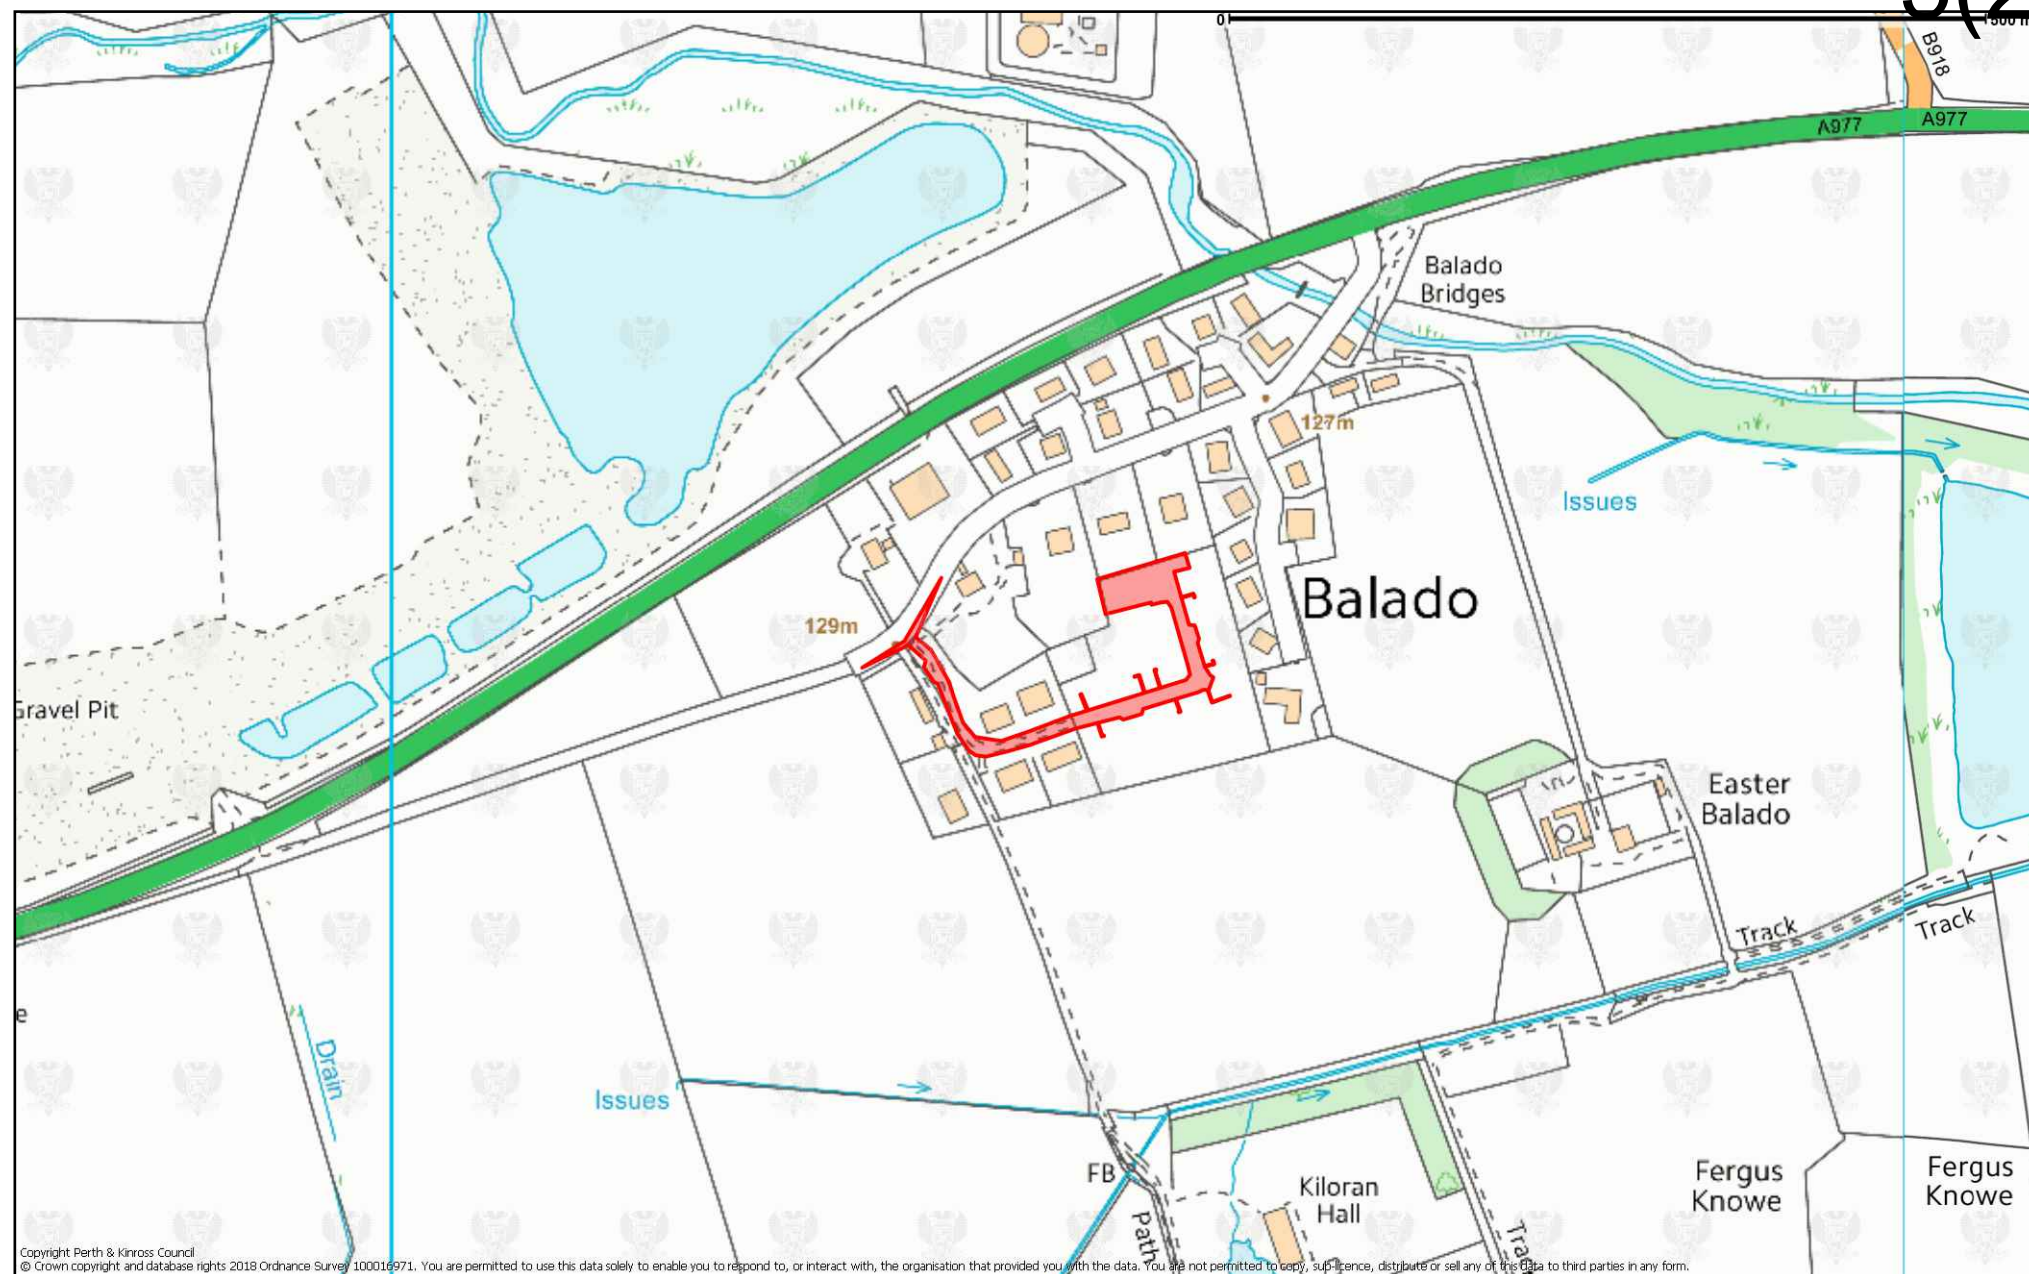 0
500 m
B918
A977
A977
Balado
Bridges
127m
Issues
Balado
129m
Gravel Pit
Easter
Balado
Track
Track
Drain
Issues
FB
Kiloran
Hall
Fergus
Knowe
Fergus
Knowe
Path
Copyright Perth & Kinross Council
© Crown copyright and database rights 2018 Ordnance Survey 100016971. You are permitted to use this data solely to enable you to respond to, or interact with, the organisation that provided you with the data. You are not permitted to copy, sub-licence, distribute or sell any of this data to third parties in any form.